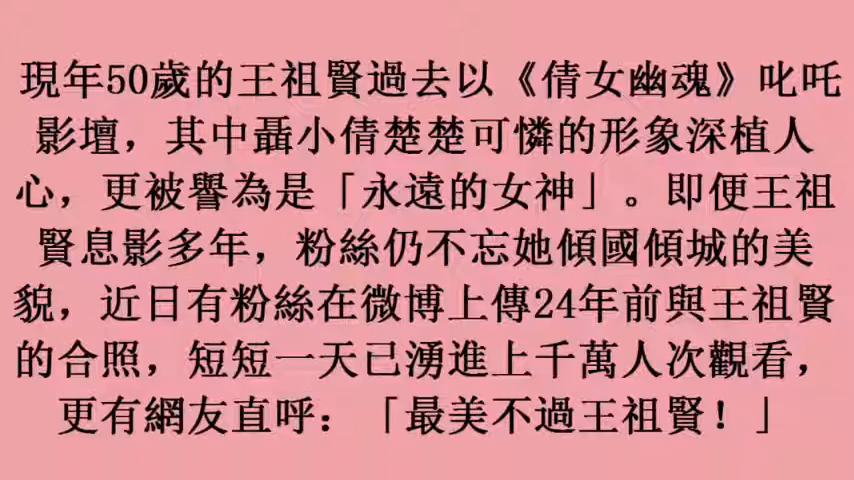 現年50歲的王祖賢過去以《倩女幽魂》叱吒
影壇，其中聶小倩楚楚可憐的形象深植人
心，更被譽為是「永遠的女神」。即便王祖
賢息影多年，粉絲仍不忘她傾國傾城的美
貌，近日有粉絲在微博上傳24年前與王祖賢
的合照，短短一天已湧進上千萬人次觀看，
更有網友直呼：「最美不過王祖賢！」